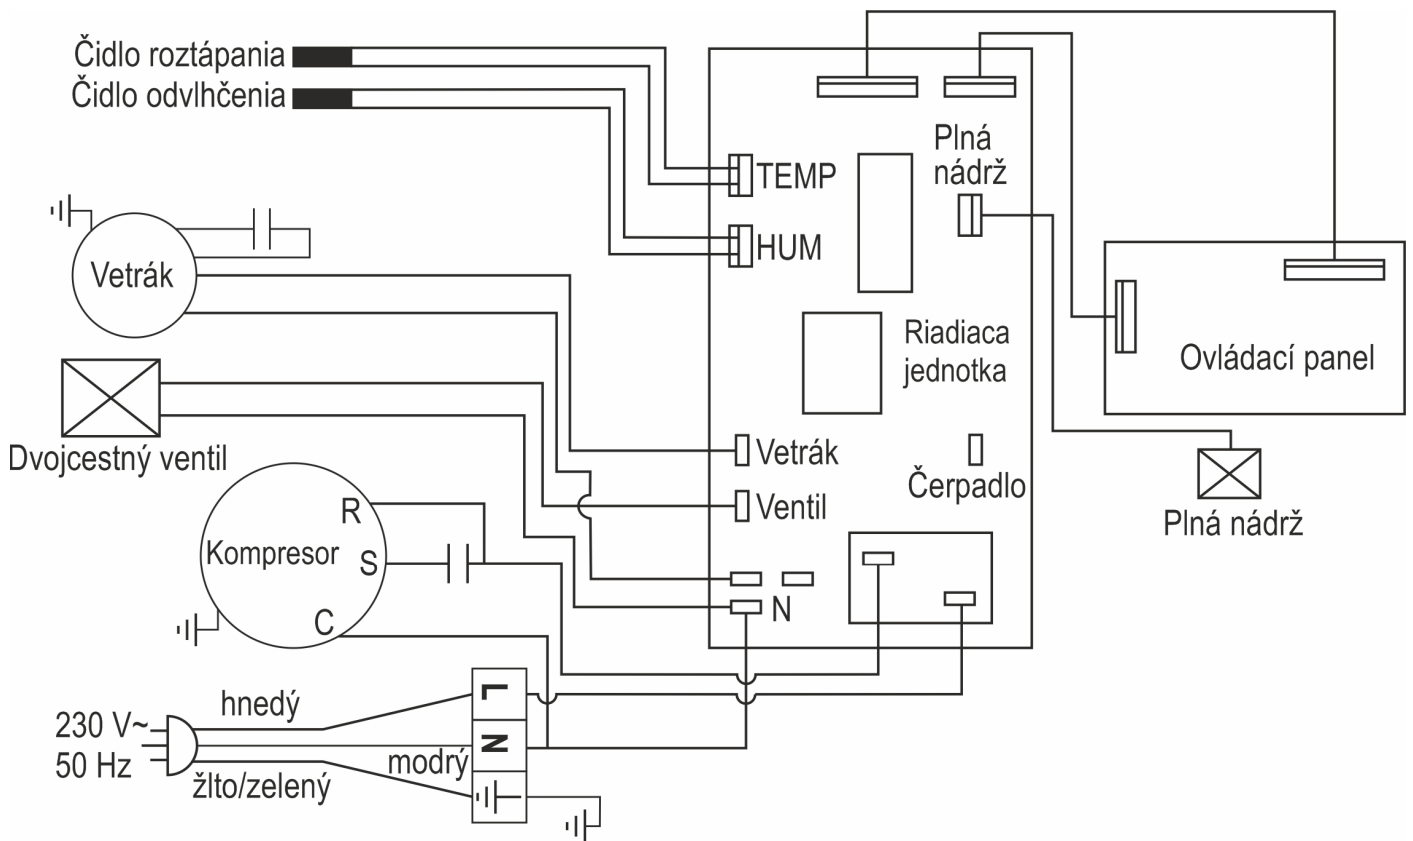 Čidlo roztápania
Čidlo odvlhčenia
TEMP
HUM
Plná
nádrž
Vetrák
Riadiaca
jednotka
Ovládací panel
Dvojcestný ventil
Vetrák
Ventil
Čerpadlo
Plná nádrž
R
Kompresor
S
C
N
L
N
hnedý
230 V~
50 Hz
modrý
žlto/zelený